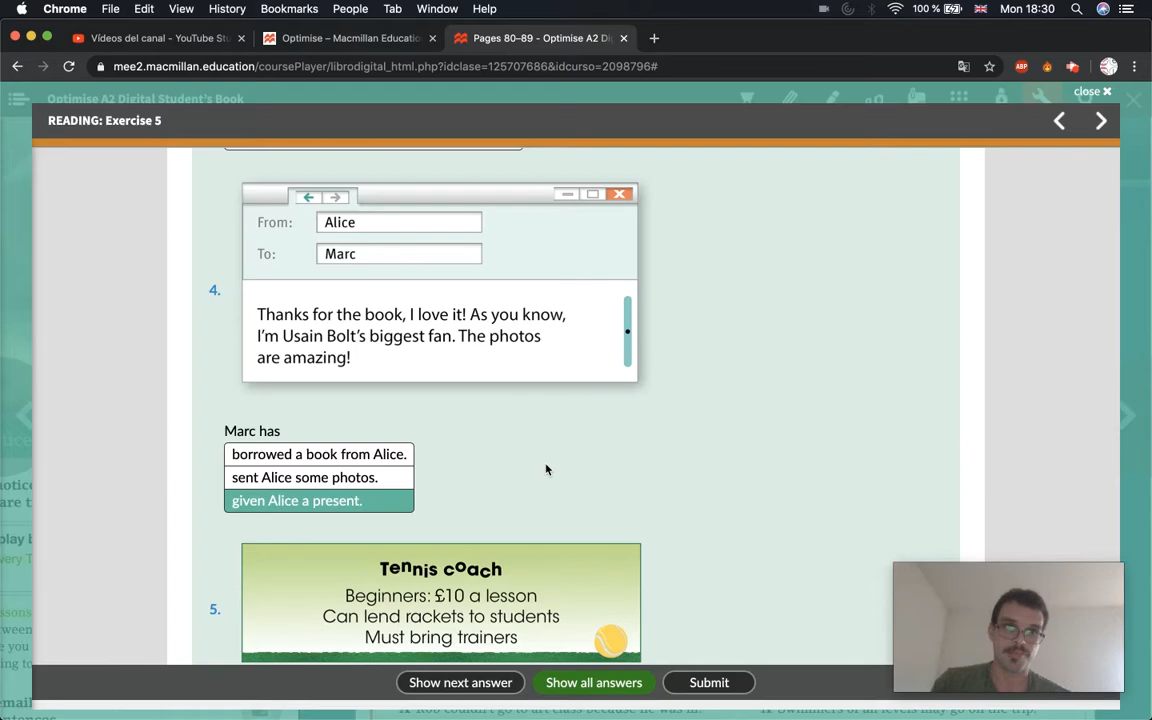 Chrome File Edit View History Bookmarks People Tab Window Help 100 % Mon 18:30
Vídeos del canal - YouTube Stu Optimise – Macmillan Educatio Pages 80–89 - Optimise A2 Di
mee2.macmillan.education/coursePlayer/librodigital_html.php?idclase=125707686&idcurso=2098796#
ABP
Optimise A2 Digital Student's Book
close
READING: Exercise 5
From: Alice
To: Marc
4.
Thanks for the book, I love it! As you know,
I'm Usain Bolt's biggest fan. The photos
are amazing!
Marc has
borrowed a book from Alice.
sent Alice some photos.
given Alice a present.
5.
Tennis coach
Beginners: £10 a lesson
Can lend rackets to students
Must bring trainers
Show next answer Show all answers Submit